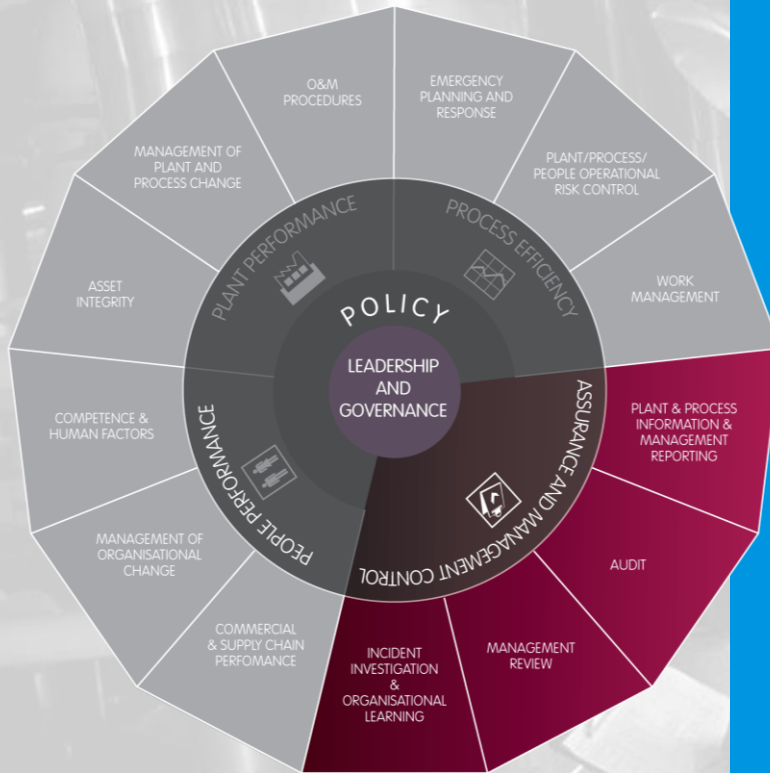 O&M
PROCEDURES
EMERGENCY
PLANNING AND
RESPONSE
MANAGEMENT OF
PLANT AND
PROCESS CHANGE
PLANT/PROCESS/
PEOPLE OPERATIONAL
RISK CONTROL
PLANT PERFORMANCE
PROCESS EFFICIENCY
ASSET
INTEGRITY
WORK
MANAGEMENT
POLICY
LEADERSHIP
AND
GOVERNANCE
COMPETENCE &
HUMAN FACTORS
PEOPLE PERFORMANCE
ASSURANCE AND MANAGEMENT CONTROL
PLANT & PROCESS
INFORMATION &
MANAGEMENT
REPORTING
MANAGEMENT OF
ORGANISATIONAL
CHANGE
AUDIT
COMMERCIAL
& SUPPLY CHAIN
PERFOMANCE
INCIDENT
INVESTIGATION
&
ORGANISATIONAL
LEARNING
MANAGEMENT
REVIEW